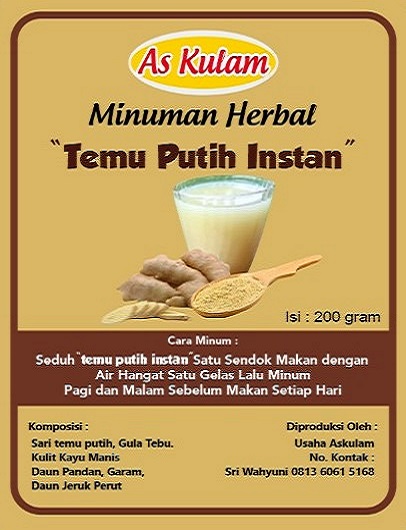 As Kulam
Minuman Herbal
"Temu Putih Instan"
Isi : 200 gram
Cara Minum :
Seduh "temu putih instan" Satu Sendok Makan dengan
Air Hangat Satu Gelas Lalu Minum
Pagi dan Malam Sebelum Makan Setiap Hari
Komposisi :
Sari temu putih, Gula Tebu.
Kulit Kayu Manis
Daun Pandan, Garam,
Daun Jeruk Perut
Diproduksi Oleh :
Usaha Askulam
No. Kontak :
Sri Wahyuni 0813 6061 5168